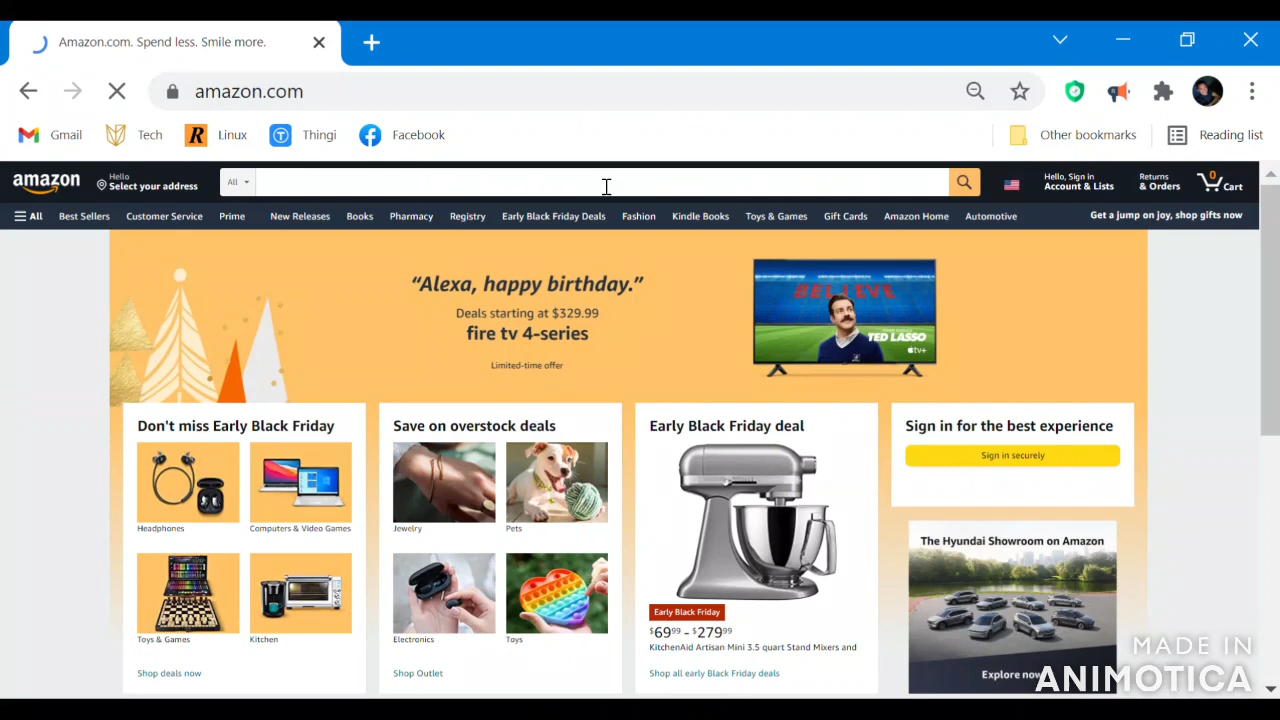 Amazon.com. Spend less. Smile more.
amazon.com
Gmail Tech Linux Thingi Facebook Other bookmarks Reading list
amazon Hello Select your address All Hello, Sign in Account & Lists Returns & Orders 0 Cart
All Best Sellers Customer Service Prime New Releases Books Pharmacy Registry Early Black Friday Deals Fashion Kindle Books Toys & Games Gift Cards Amazon Home Automotive Get a jump on joy, shop gifts now
“Alexa, happy birthday.”
Deals starting at $329.99
fire tv 4-series
Limited-time offer
BELIEVE
TED LASSO
tv+
Don't miss Early Black Friday
Headphones Computers & Video Games
Toys & Games Kitchen
Shop deals now
Save on overstock deals
Jewelry Pets
Electronics Toys
Shop Outlet
Early Black Friday deal
Early Black Friday
$69.99 - $279.99
KitchenAid Artisan Mini 3.5 quart Stand Mixers and
Shop all early Black Friday deals
Sign in for the best experience
Sign in securely
The Hyundai Showroom on Amazon
Explore now
MADE IN
ANIMOTICA